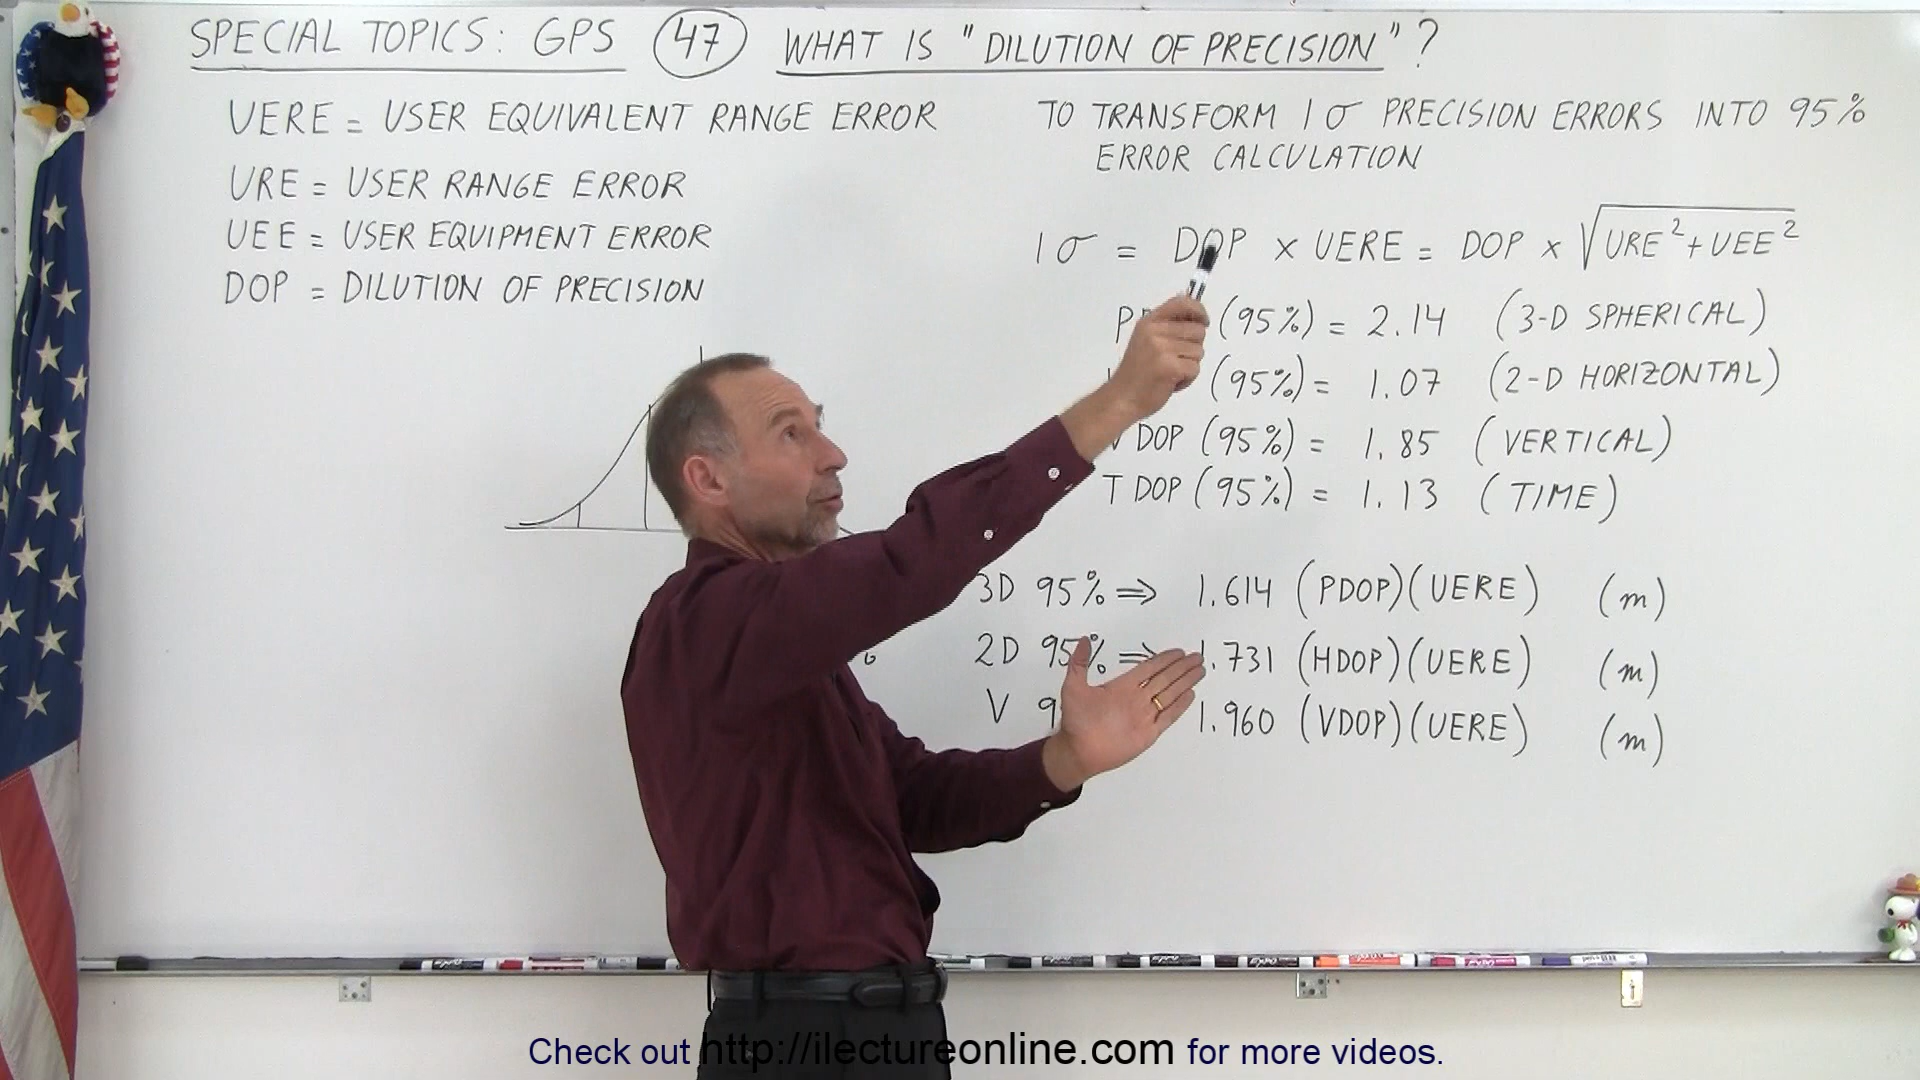 SPECIAL TOPICS: GPS 47 WHAT IS "DILUTION OF PRECISION"?
UERE = USER EQUIVALENT RANGE ERROR
URE = USER RANGE ERROR
UEE = USER EQUIPMENT ERROR
DOP = DILUTION OF PRECISION
TO TRANSFORM 1σ PRECISION ERRORS INTO 95%
ERROR CALCULATION
1σ = DOP × UERE = DOP × √URE²+UEE²
P (95%) = 2.14 (3-D SPHERICAL)
(95%) = 1.07 (2-D HORIZONTAL)
VDOP (95%) = 1.85 (VERTICAL)
TDOP (95%) = 1.13 (TIME)
3D 95% ⇒ 1.614 (PDOP)(UERE) (m)
2D 95% ⇒ 1.731 (HDOP)(UERE) (m)
V 9 1.960 (VDOP)(UERE) (m)
Check out http://ilectureonline.com for more videos.